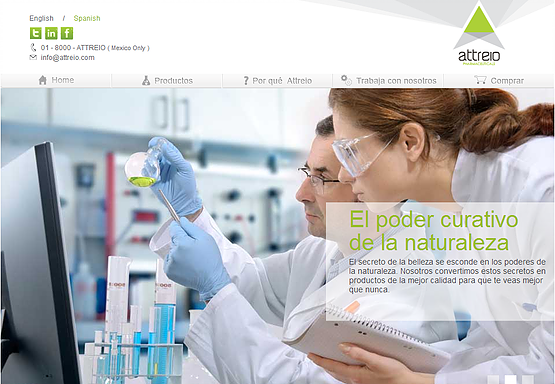 English / Spanish
01 - 8000 - ATTREIO ( Mexico Only )
info@attreio.com
attreio
Home
Productos
? Por qué Attreio
Trabaja con nosotros
Comprar
El poder curativo
de la naturaleza
El secreto de la belleza se esconde en los poderes de
la naturaleza. Nosotros convertimos estos secretos en
productos de la mejor calidad para que te veas mejor
que nunca.